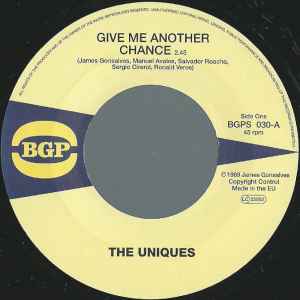 GIVE ME ANOTHER
CHANCE 2.45
(James Gonsalves, Manuel Avalos, Salvador Roacho,
Sergio Cirerol, Ronald Veros)
Side One
BGPS 030-A
45 rpm
BGP
©1969 James Gonsalves
Copyright Control
Made in the EU
THE UNIQUES